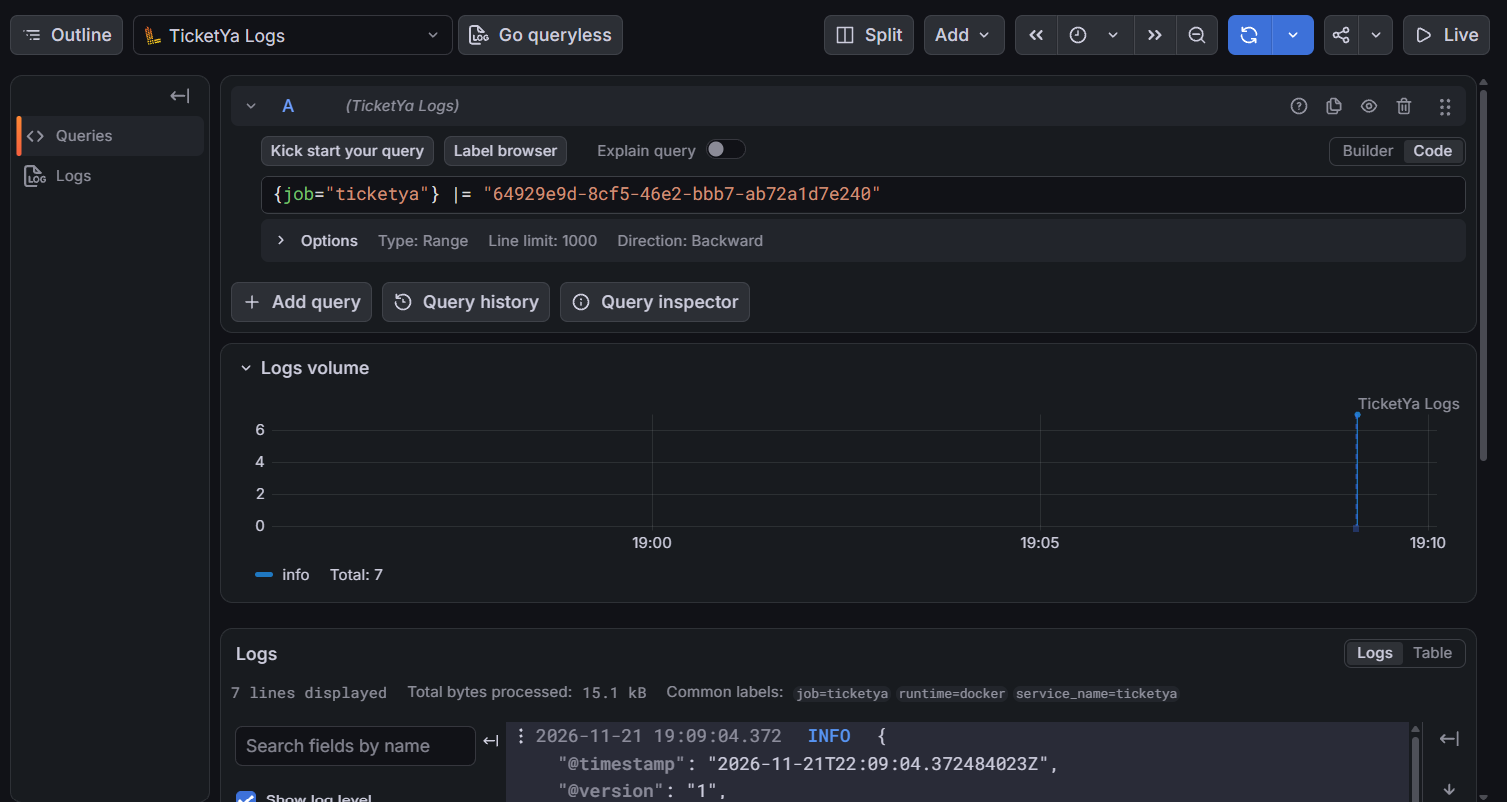 Outline
TicketYa Logs
Go queryless
Split
Add
Live
Queries
Logs
A
(TicketYa Logs)
Kick start your query
Label browser
Explain query
Builder
Code
{job="ticketya"} |= "64929e9d-8cf5-46e2-bbb7-ab72a1d7e240"
Options Type: Range Line limit: 1000 Direction: Backward
Add query
Query history
Query inspector
Logs volume
TicketYa Logs
6
4
2
0
19:00
19:05
19:10
info Total: 7
Logs
Logs
Table
7 lines displayed Total bytes processed: 15.1 kB Common labels: job=ticketya runtime=docker service_name=ticketya
Search fields by name
2026-11-21 19:09:04.372 INFO {
"@timestamp": "2026-11-21T22:09:04.372484023Z",
"@version": "1",
Show log level